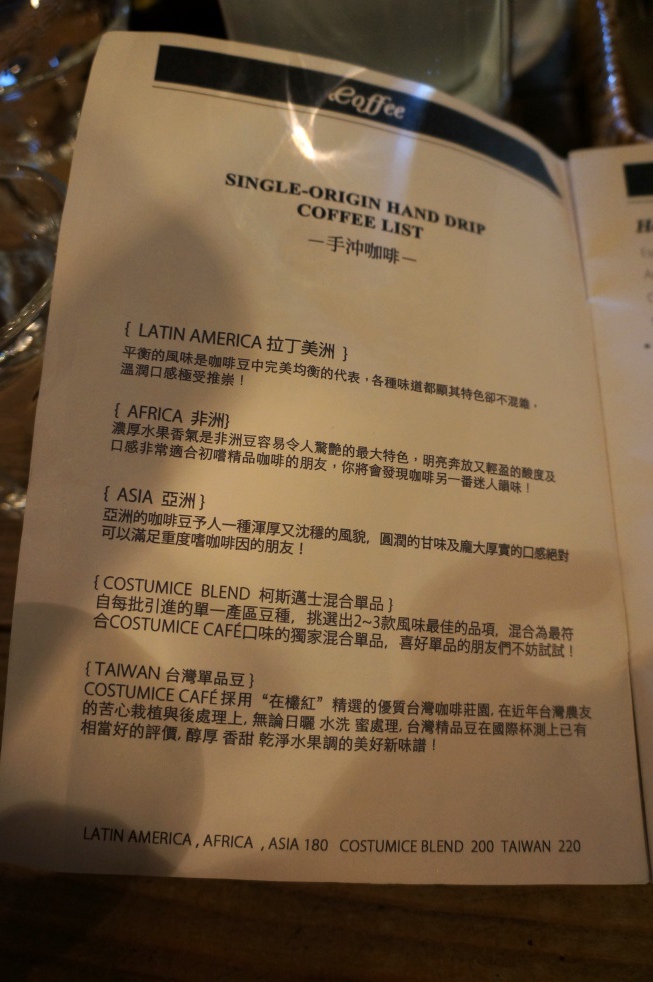 Coffee
SINGLE-ORIGIN HAND DRIP
COFFEE LIST
－手沖咖啡－
{ LATIN AMERICA 拉丁美洲 }
平衡的風味是咖啡豆中完美均衡的代表，各種味道都顯其特色卻不混雜，
溫潤口感極受推崇！
{ AFRICA 非洲}
濃厚水果香氣是非洲豆容易令人驚艷的最大特色，明亮奔放又輕盈的酸度及
口感非常適合初嚐精品咖啡的朋友，你將會發現咖啡另一番迷人韻味！
{ ASIA 亞洲 }
亞洲的咖啡豆予人一種渾厚又沈穩的風貌, 圓潤的甘味及龐大厚實的口感絕對
可以滿足重度嗜咖啡因的朋友！
{ COSTUMICE BLEND 柯斯邁士混合單品 }
自每批引進的單一產區豆種, 挑選出2~3款風味最佳的品項, 混合為最符
合COSTUMICE CAFÉ口味的獨家混合單品, 喜好單品的朋友們不妨試試！
{ TAIWAN 台灣單品豆 }
COSTUMICE CAFÉ 採用 “在欉紅” 精選的優質台灣咖啡莊園, 在近年台灣農友
的苦心栽植與後處理上, 無論日曬 水洗 蜜處理, 台灣精品豆在國際杯測上已有
相當好的評價, 醇厚 香甜 乾淨水果調的美好新味譜！
LATIN AMERICA , AFRICA , ASIA 180 COSTUMICE BLEND 200 TAIWAN 220